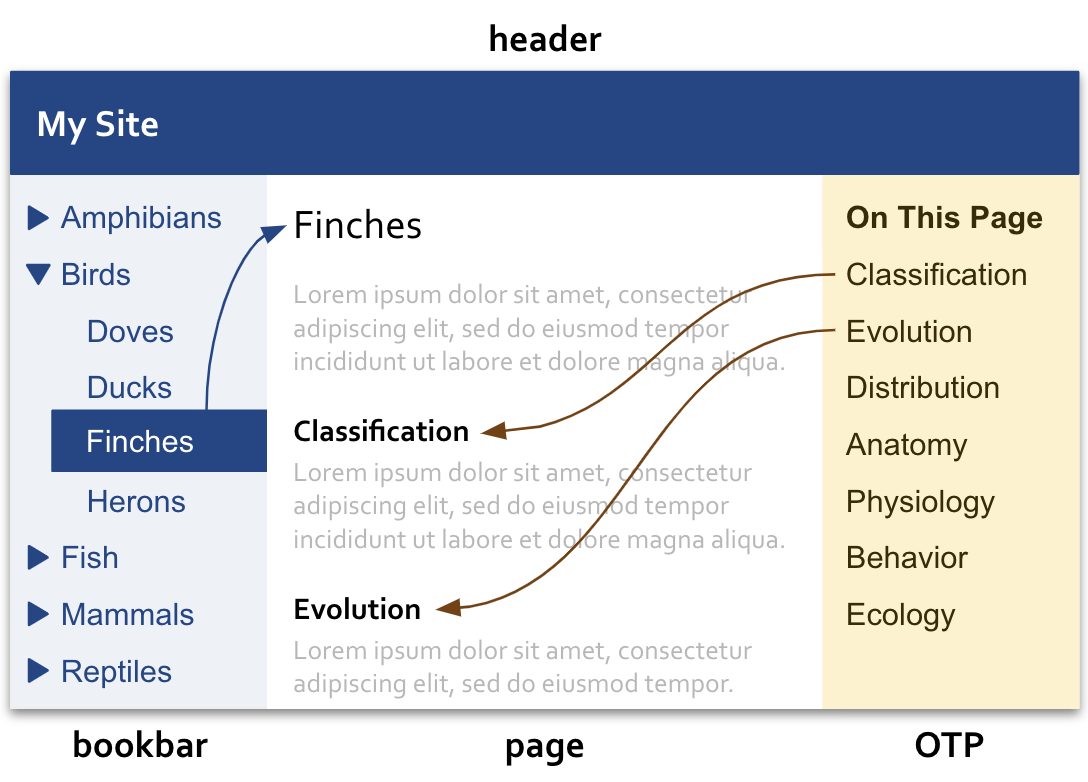 header
My Site
Amphibians
Birds
Doves
Ducks
Finches
Herons
Fish
Mammals
Reptiles
Finches
Lorem ipsum dolor sit amet, consectetur
adipiscing elit, sed do eiusmod tempor
incididunt ut labore et dolore magna aliqua.
Classification
Lorem ipsum dolor sit amet, consectetur
adipiscing elit, sed do eiusmod tempor
incididunt ut labore et dolore magna aliqua.
Evolution
Lorem ipsum dolor sit amet, consectetur
adipiscing elit, sed do eiusmod tempor.
On This Page
Classification
Evolution
Distribution
Anatomy
Physiology
Behavior
Ecology
bookbar
page
OTP